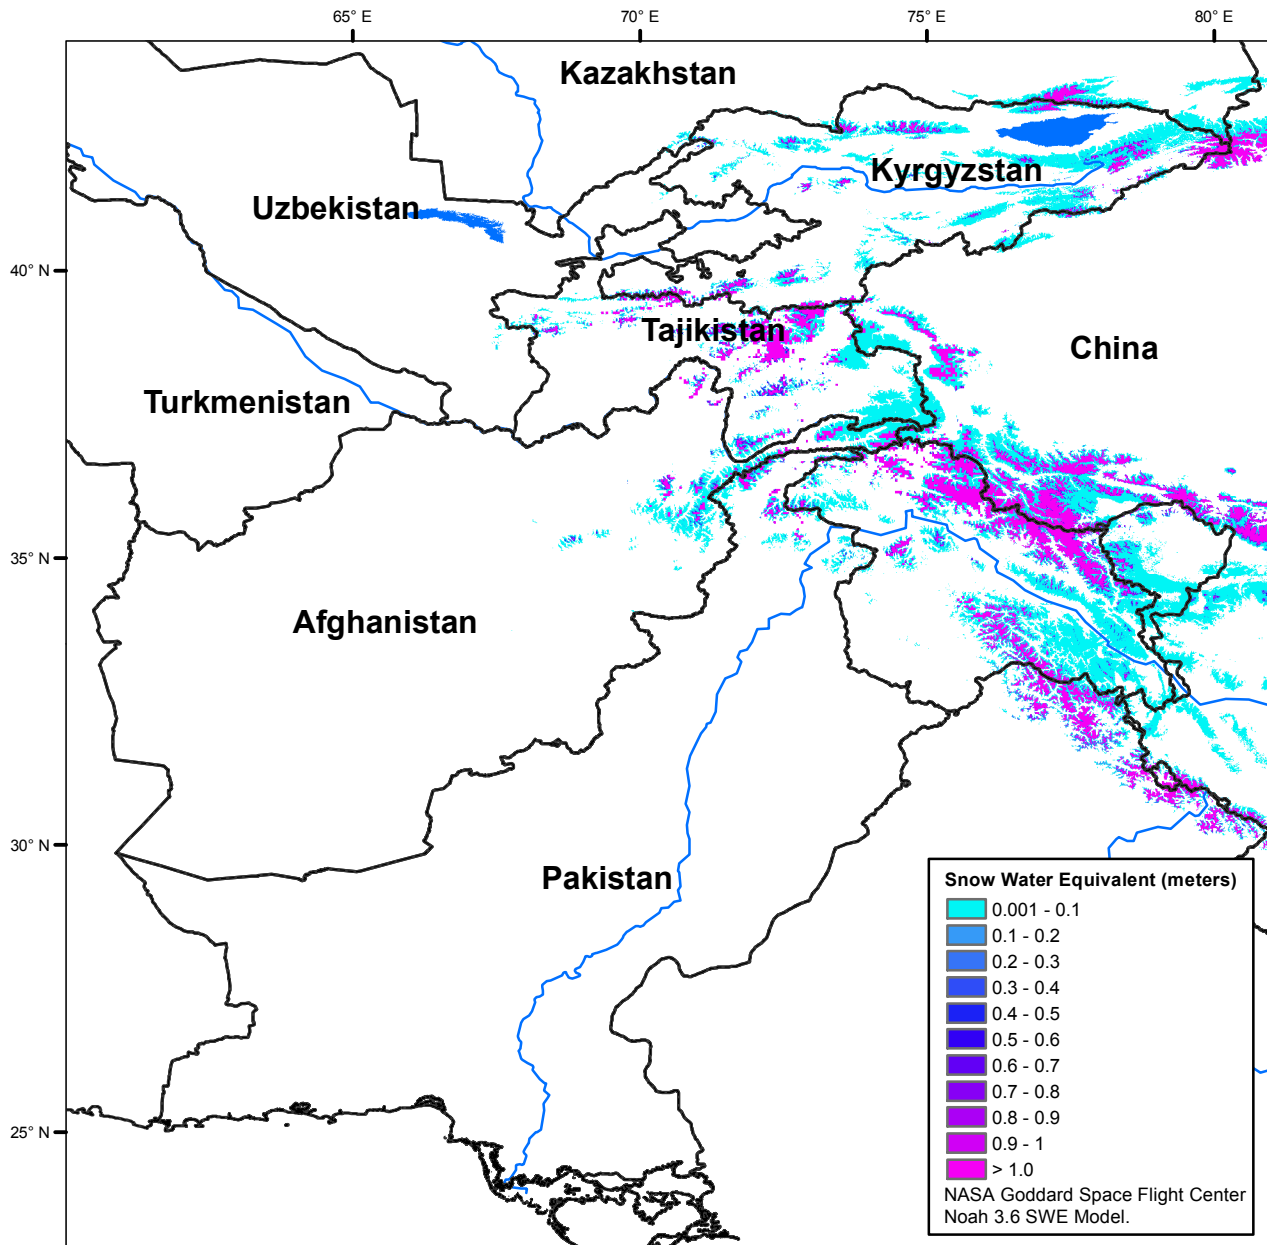 65° E
70° E
75° E
80° E
Kazakhstan
Kyrgyzstan
Uzbekistan
40° N
Tajikistan
China
Turkmenistan
35° N
Afghanistan
30° N
Pakistan
25° N
Snow Water Equivalent (meters)
0.001 - 0.1
0.1 - 0.2
0.2 - 0.3
0.3 - 0.4
0.4 - 0.5
0.5 - 0.6
0.6 - 0.7
0.7 - 0.8
0.8 - 0.9
0.9 - 1
> 1.0
NASA Goddard Space Flight Center
Noah 3.6 SWE Model.